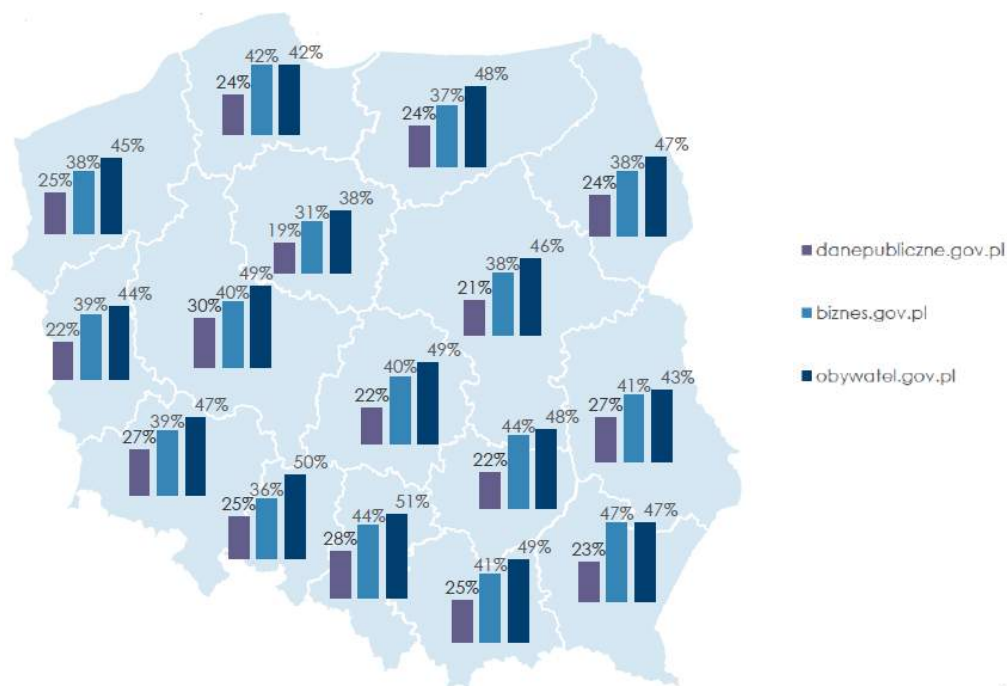 24% 42% 42%
24% 37% 48%
25% 38% 45%
24% 38% 47%
19% 31% 38%
21% 38% 46%
22% 39% 44%
30% 40% 49%
22% 40% 49%
27% 41% 43%
27% 39% 47%
22% 44% 48%
25% 36% 50%
28% 44% 51%
23% 47% 47%
25% 41% 49%
danepubliczne.gov.pl
biznes.gov.pl
obywatel.gov.pl